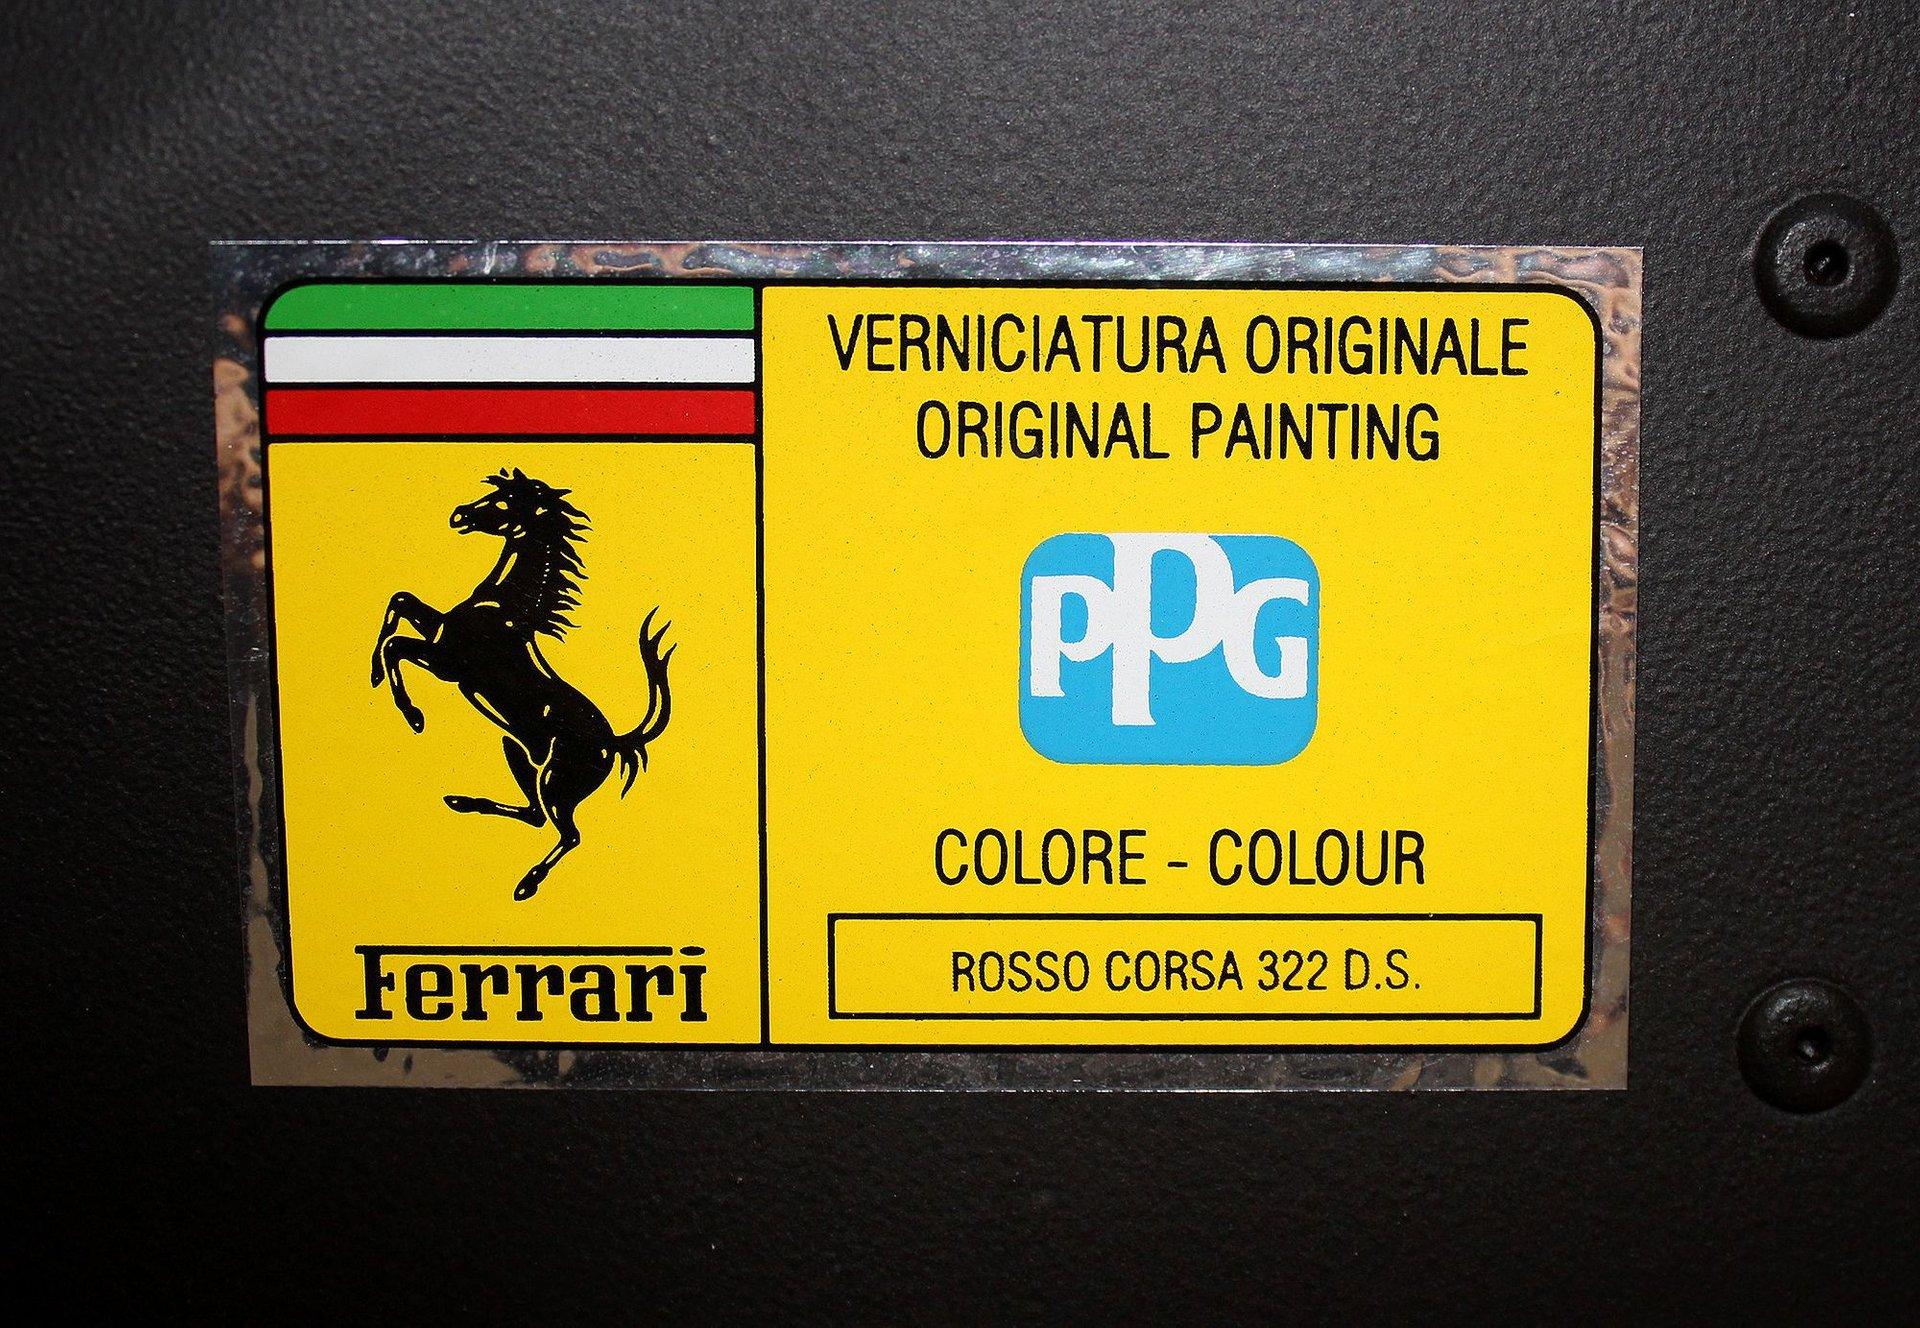 Ferrari
VERNICIATURA ORIGINALE
ORIGINAL PAINTING
PPG
COLORE - COLOUR
ROSSO CORSA 322 D.S.